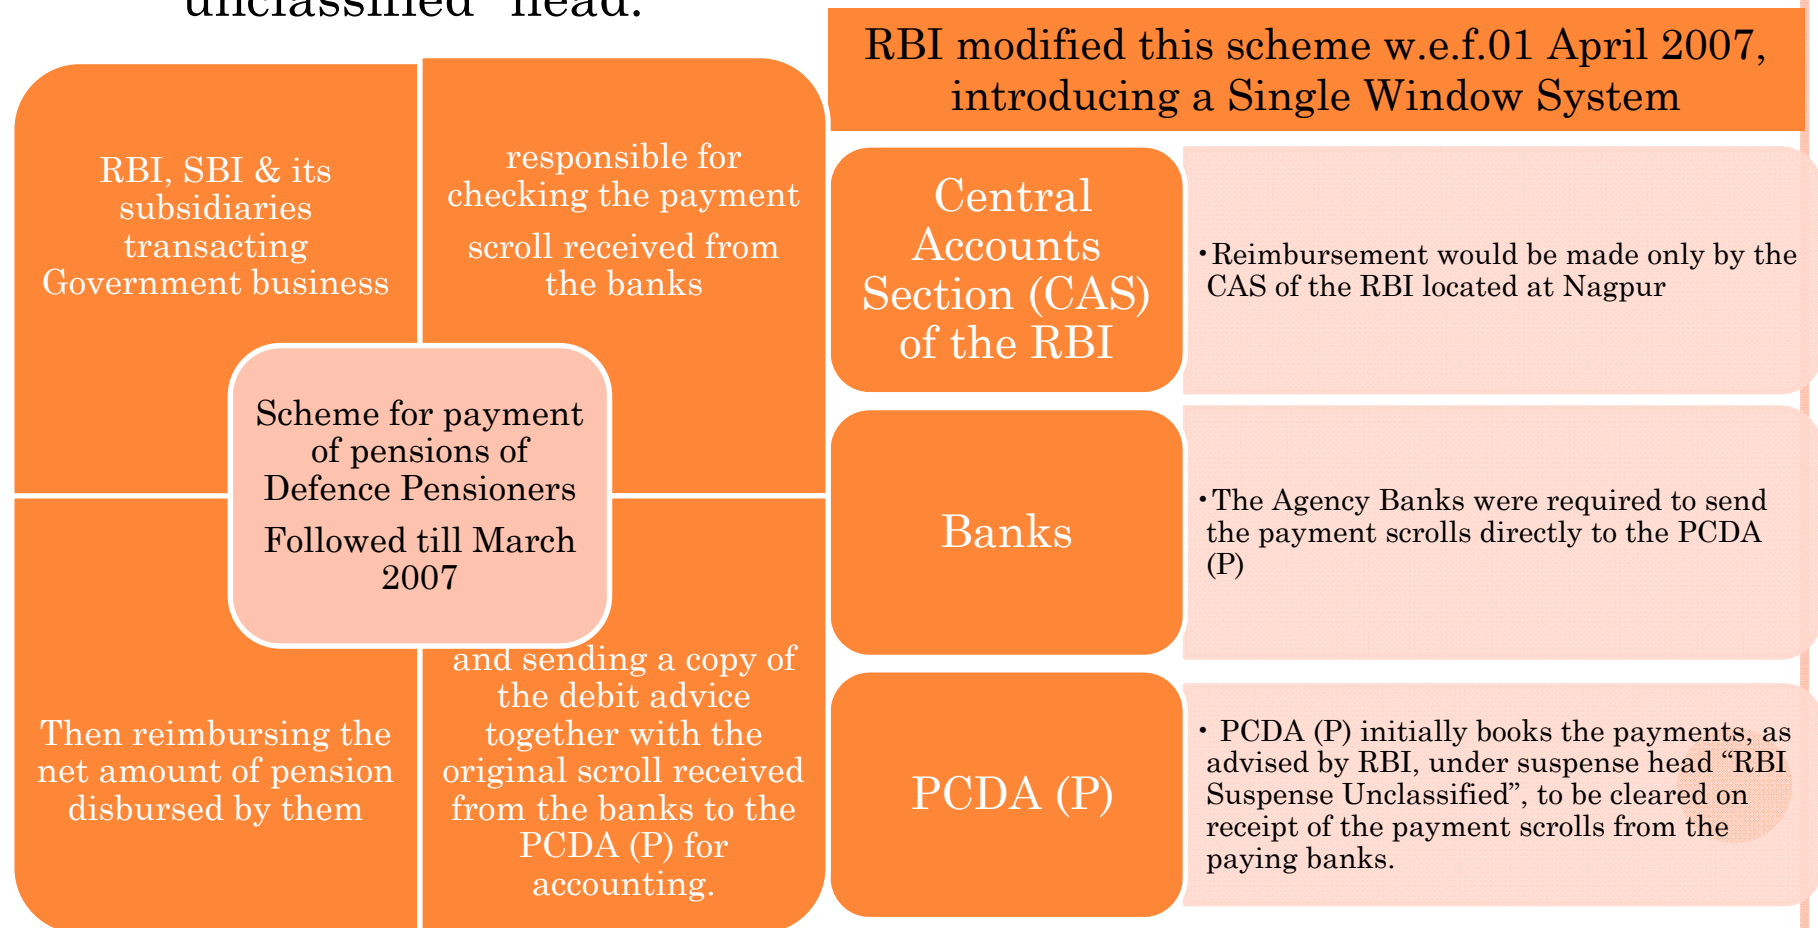 unclassified" head.
RBI, SBI & its
subsidiaries
transacting
Government business
responsible for
checking the payment
scroll received from
the banks
Scheme for payment
of pensions of
Defence Pensioners
Followed till March
2007
Then reimbursing the
net amount of pension
disbursed by them
and sending a copy of
the debit advice
together with the
original scroll received
from the banks to the
PCDA (P) for
accounting.
RBI modified this scheme w.e.f.01 April 2007,
introducing a Single Window System
Central
Accounts
Section (CAS)
of the RBI
•Reimbursement would be made only by the
CAS of the RBI located at Nagpur
Banks
•The Agency Banks were required to send
the payment scrolls directly to the PCDA
(P)
PCDA (P)
• PCDA (P) initially books the payments, as
advised by RBI, under suspense head “RBI
Suspense Unclassified”, to be cleared on
receipt of the payment scrolls from the
paying banks.